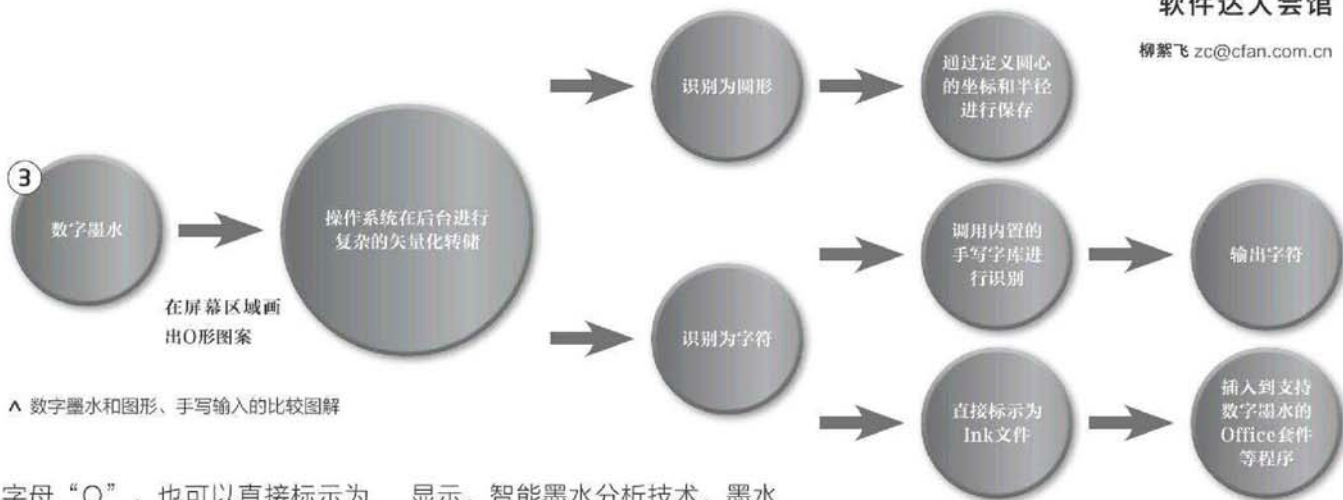 软件达人会馆
柳絮飞 zc@cfan.com.cn
识别为圆形
通过定义圆心
的坐标和半径
进行保存
3
数字墨水
在屏幕区域画
出O形图案
操作系统在后台进行
复杂的矢量化转储
识别为字符
调用内置的
手写字库进
行识别
输出字符
直接标示为
Ink文件
插入到支持
数字墨水的
Office套件
等程序
∧ 数字墨水和图形、手写输入的比较图解
字母“O”，也可以直接标示为
显示、智能墨水分析技术、墨水